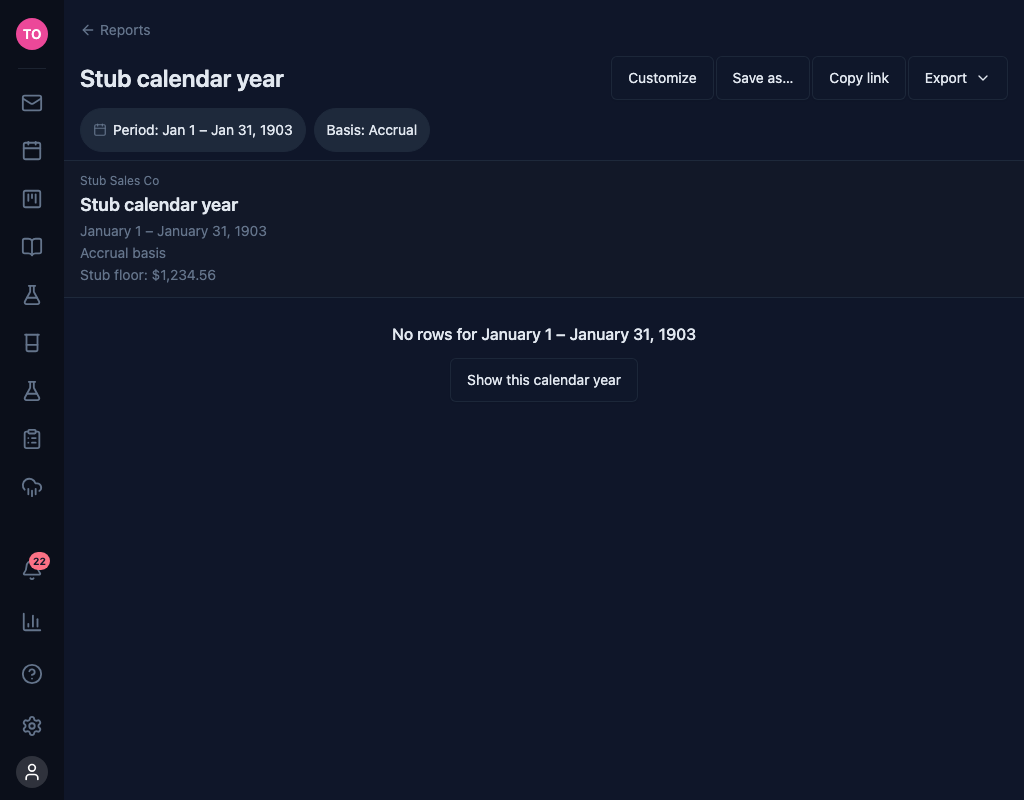 TO
← Reports
Stub calendar year
Customize
Save as...
Copy link
Export
Period: Jan 1 – Jan 31, 1903
Basis: Accrual
Stub Sales Co
Stub calendar year
January 1 – January 31, 1903
Accrual basis
Stub floor: $1,234.56
No rows for January 1 – January 31, 1903
Show this calendar year
22